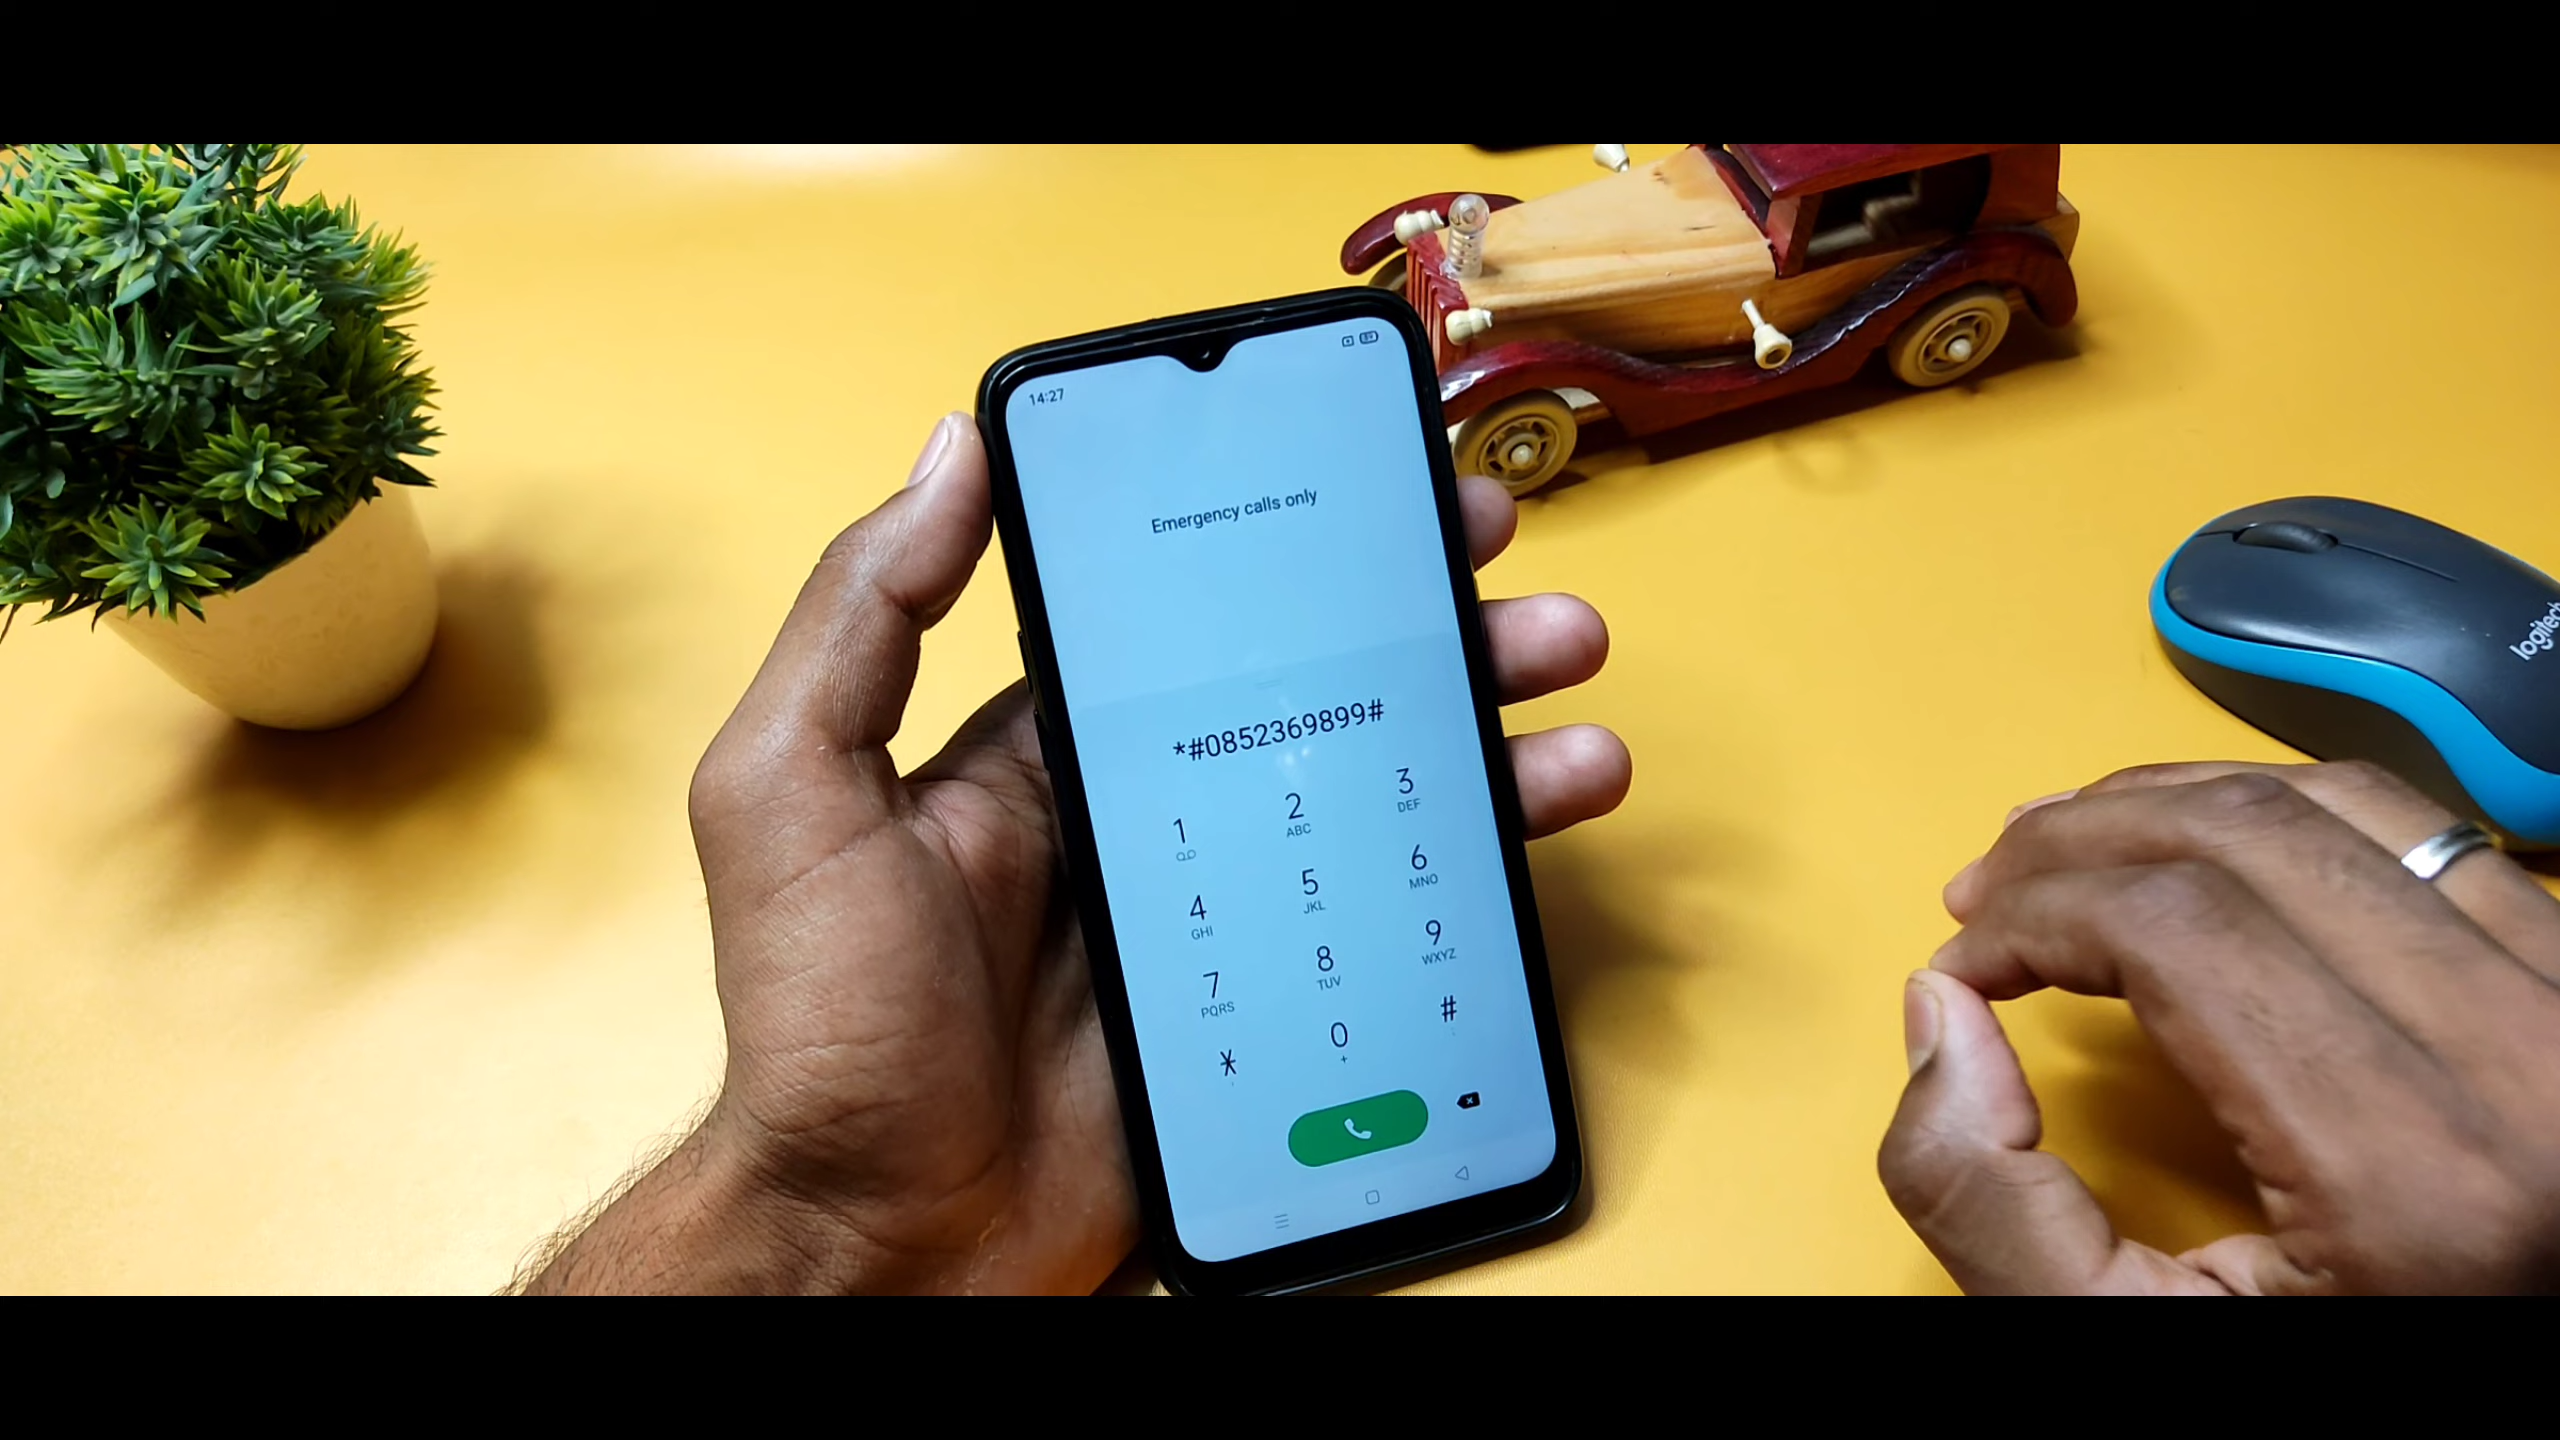 14:27
Emergency calls only
*#0852369899#
1
2
ABC
3
DEF
4
GHI
5
JKL
6
MNO
7
PQRS
8
TUV
9
WXYZ
*
0
+
#
logitech